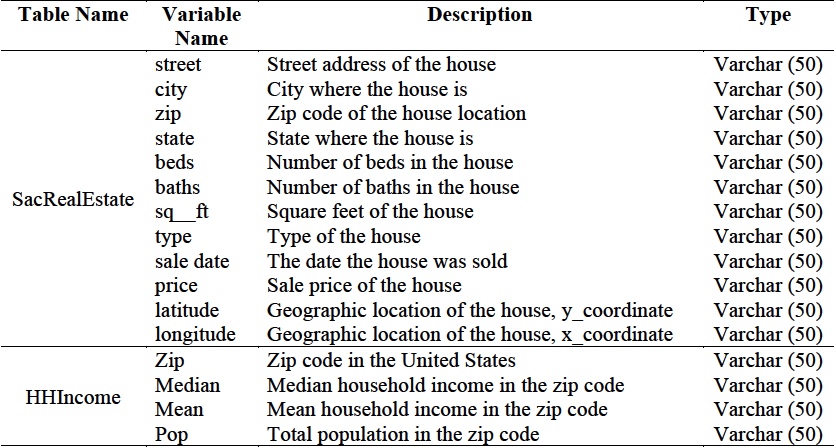 Table Name Variable Name Description Type
SacRealEstate
street Street address of the house Varchar (50)
city City where the house is Varchar (50)
zip Zip code of the house location Varchar (50)
state State where the house is Varchar (50)
beds Number of beds in the house Varchar (50)
baths Number of baths in the house Varchar (50)
sq__ft Square feet of the house Varchar (50)
type Type of the house Varchar (50)
sale date The date the house was sold Varchar (50)
price Sale price of the house Varchar (50)
latitude Geographic location of the house, y_coordinate Varchar (50)
longitude Geographic location of the house, x_coordinate Varchar (50)
HHIncome
Zip Zip code in the United States Varchar (50)
Median Median household income in the zip code Varchar (50)
Mean Mean household income in the zip code Varchar (50)
Pop Total population in the zip code Varchar (50)